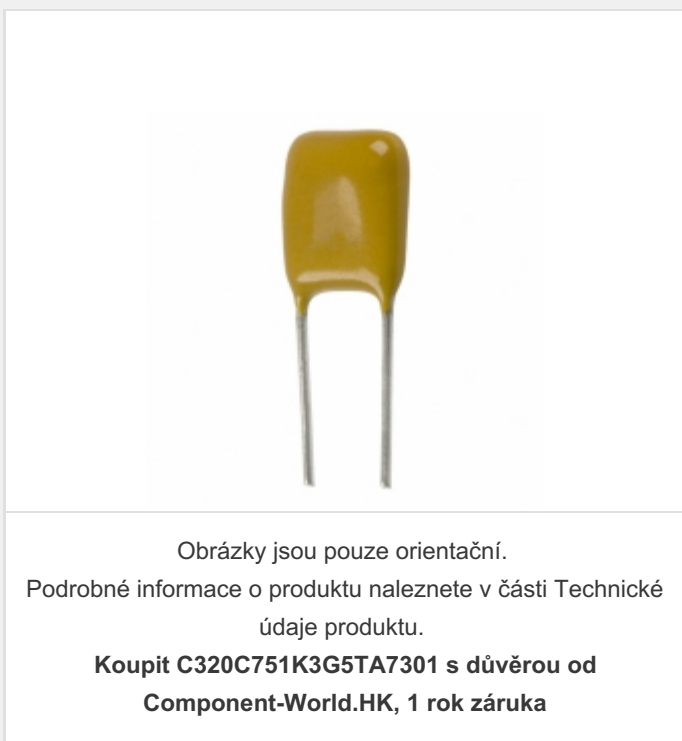 Obrázky jsou pouze orientační.
Podrobné informace o produktu naleznete v části Technické
údaje produktu.
Koupit C320C751K3G5TA7301 s důvěrou od
Component-World.HK, 1 rok záruka